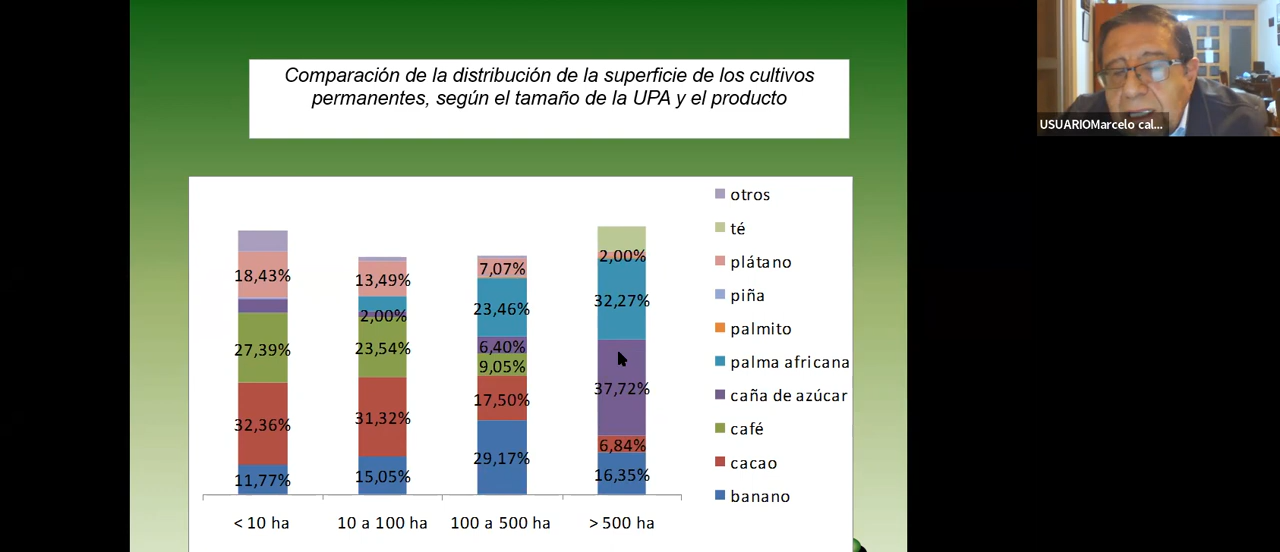 Comparación de la distribución de la superficie de los cultivos
permanentes, según el tamaño de la UPA y el producto
USUARIOMarcelo cal...
otros
té
plátano
piña
palmito
palma africana
caña de azúcar
café
cacao
banano
18,43%
27,39%
32,36%
11,77%
13,49%
2,00%
23,54%
31,32%
15,05%
7,07%
23,46%
6,40%
9,05%
17,50%
29,17%
2,00%
32,27%
37,72%
6,84%
16,35%
< 10 ha
10 a 100 ha
100 a 500 ha
> 500 ha